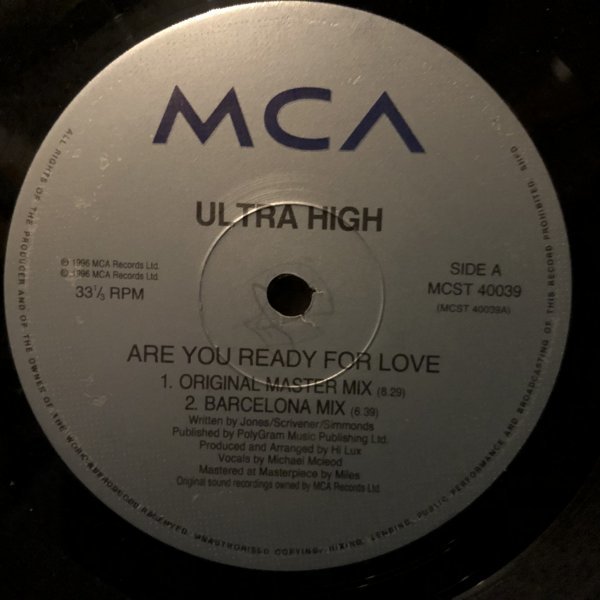 MCA
ULTRA HIGH
℗ 1996 MCA Records Ltd.
© 1996 MCA Records Ltd.
33⅓ RPM
SIDE A
MCST 40039
(MCST 40039A)
ARE YOU READY FOR LOVE
1. ORIGINAL MASTER MIX (8.29)
2. BARCELONA MIX (6.39)
Written by Jones/Scrivener/Simmonds
Published by PolyGram Music Publishing Ltd.
Produced and Arranged by Hi Lux
Vocals by Michael Mcleod
Mastered at Masterpiece by Miles
Original sound recordings owned by MCA Records Ltd
ALL RIGHTS OF THE PRODUCER AND OF THE OWNER OF THE WORK REPRODUCED RESERVED. UNAUTHORISED COPYING, HIRING, LENDING, PUBLIC PERFORMANCE AND BROADCASTING OF THIS RECORD PROHIBITED.